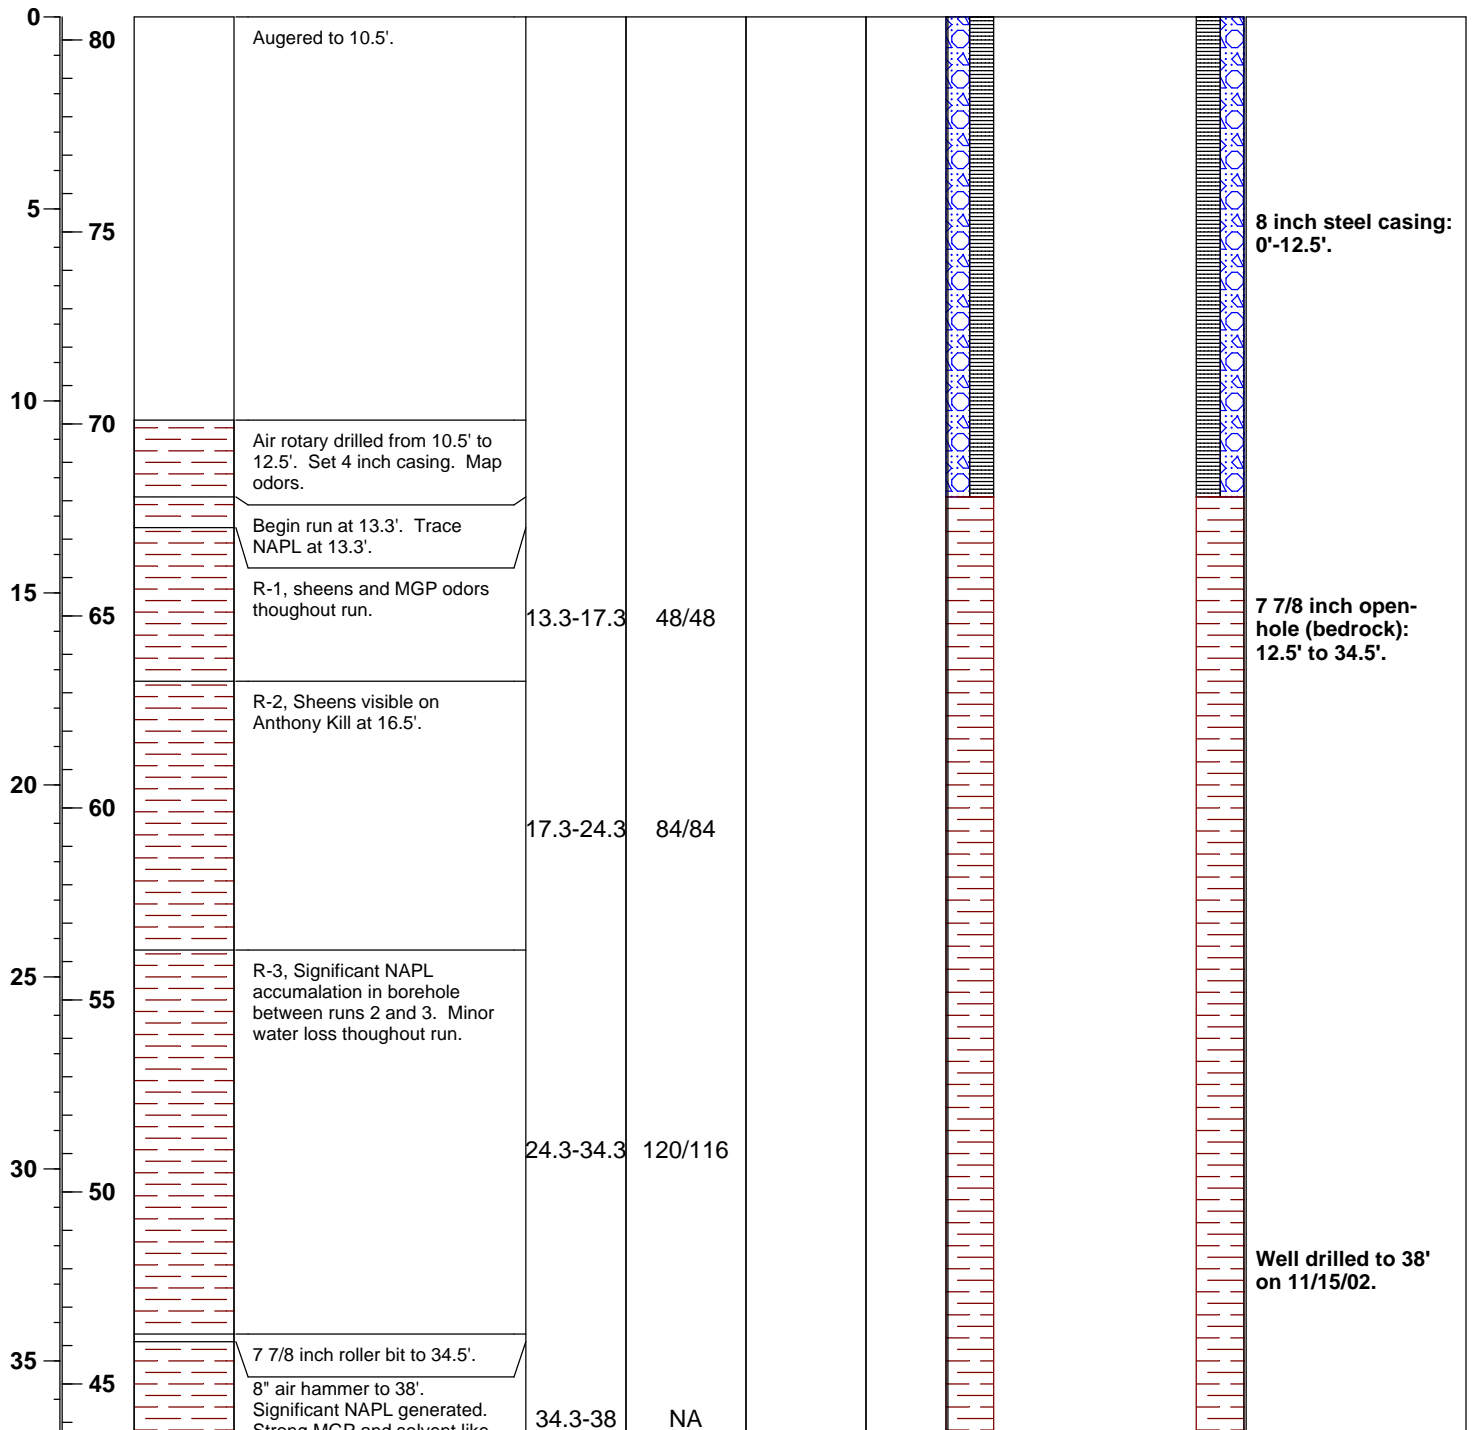 0
80
Augered to 10.5'.
5
75
8 inch steel casing:
0'-12.5'.
10
70
Air rotary drilled from 10.5' to
12.5'. Set 4 inch casing. Map
odors.
Begin run at 13.3'. Trace
NAPL at 13.3'.
R-1, sheens and MGP odors
thoughout run.
15
65
13.3-17.3
48/48
7 7/8 inch open-
hole (bedrock):
12.5' to 34.5'.
R-2, Sheens visible on
Anthony Kill at 16.5'.
20
60
17.3-24.3
84/84
R-3, Significant NAPL
accumalation in borehole
between runs 2 and 3. Minor
water loss thoughout run.
25
55
24.3-34.3
120/116
30
50
Well drilled to 38'
on 11/15/02.
7 7/8 inch roller bit to 34.5'.
35
45
8" air hammer to 38'.
Significant NAPL generated.
Strong MGP and solvent like
34.3-38
NA